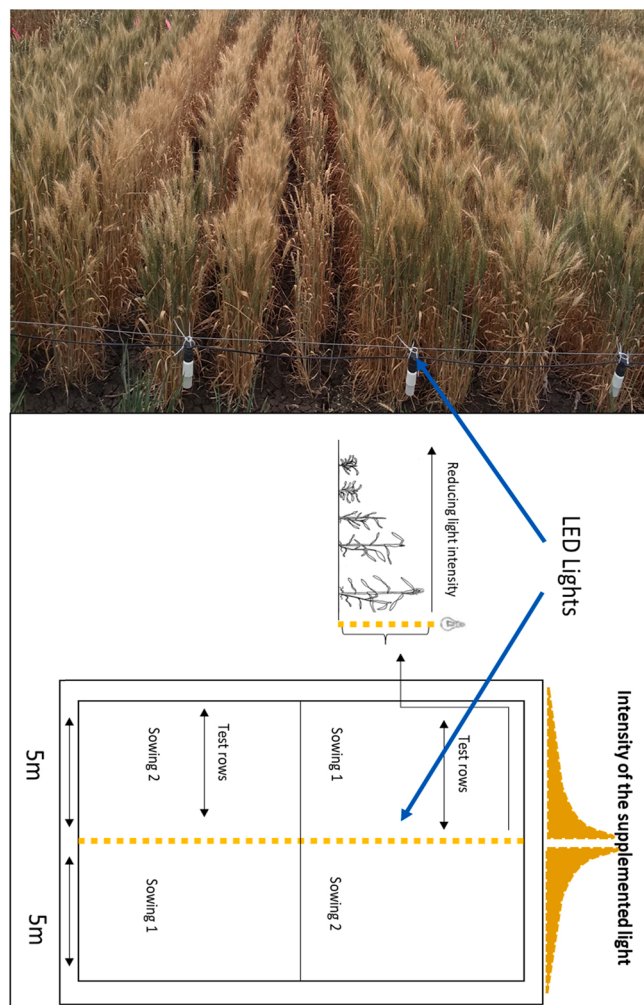 LED Lights
Reducing light intensity
Intensity of the supplemented light
Test rows
Sowing 1
Test rows
Sowing 2
5m
Sowing 2
Sowing 1
5m